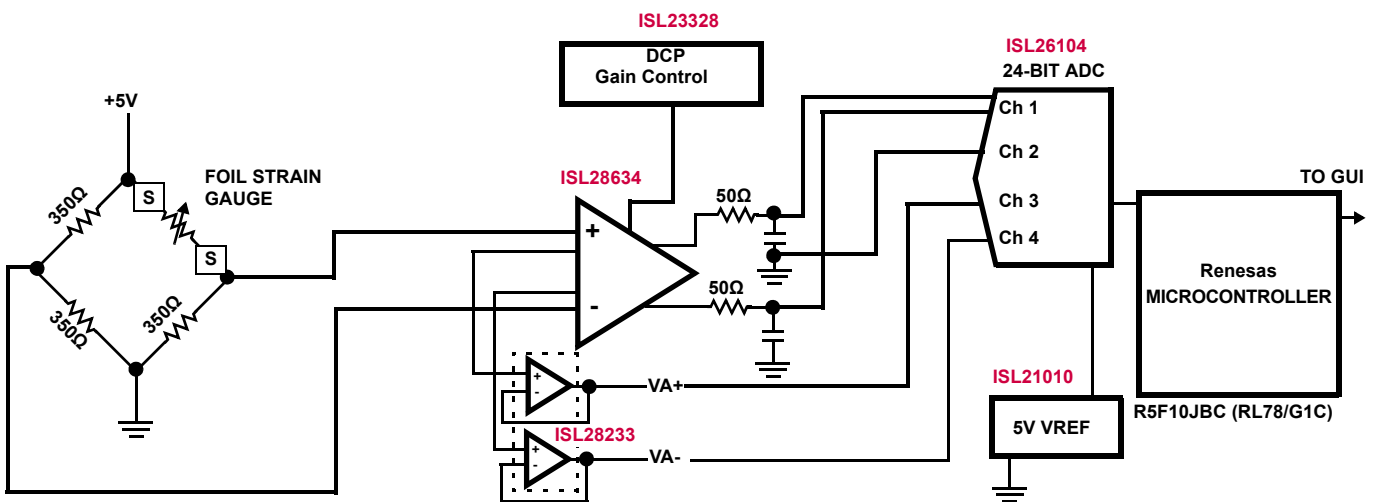 ISL23328
DCP
Gain Control
ISL26104
24-BIT ADC
+5V
Ch 1
Ch 2
Ch 3
Ch 4
FOIL STRAIN
GAUGE
S
S
350Ω
350Ω
350Ω
ISL28634
+
-
50Ω
50Ω
TO GUI
Renesas
MICROCONTROLLER
R5F10JBC (RL78/G1C)
ISL21010
5V VREF
+
-
VA+
ISL28233
+
-
VA-